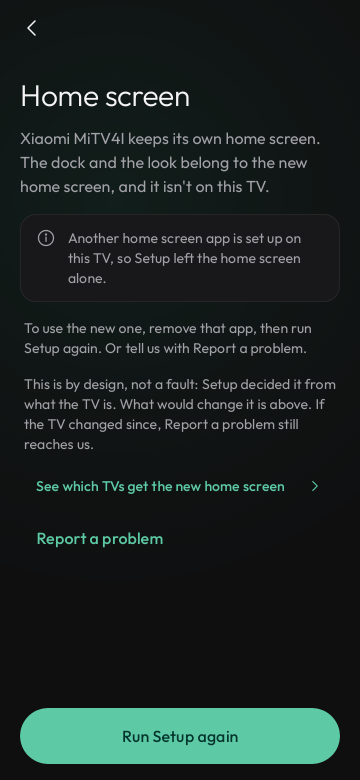 Home screen
Xiaomi MiTV4I keeps its own home screen.
The dock and the look belong to the new
home screen, and it isn't on this TV.
Another home screen app is set up on
this TV, so Setup left the home screen
alone.
To use the new one, remove that app, then run
Setup again. Or tell us with Report a problem.
This is by design, not a fault: Setup decided it from
what the TV is. What would change it is above. If
the TV changed since, Report a problem still
reaches us.
See which TVs get the new home screen
Report a problem
Run Setup again